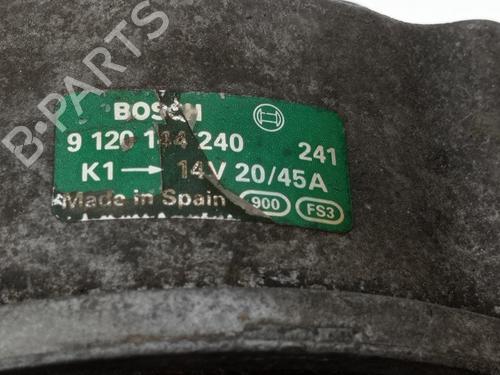 B-PARTS
BOSCH
9 120 144 240 241
K1 → 14V 20/45A
Made in Spain 900 FS3